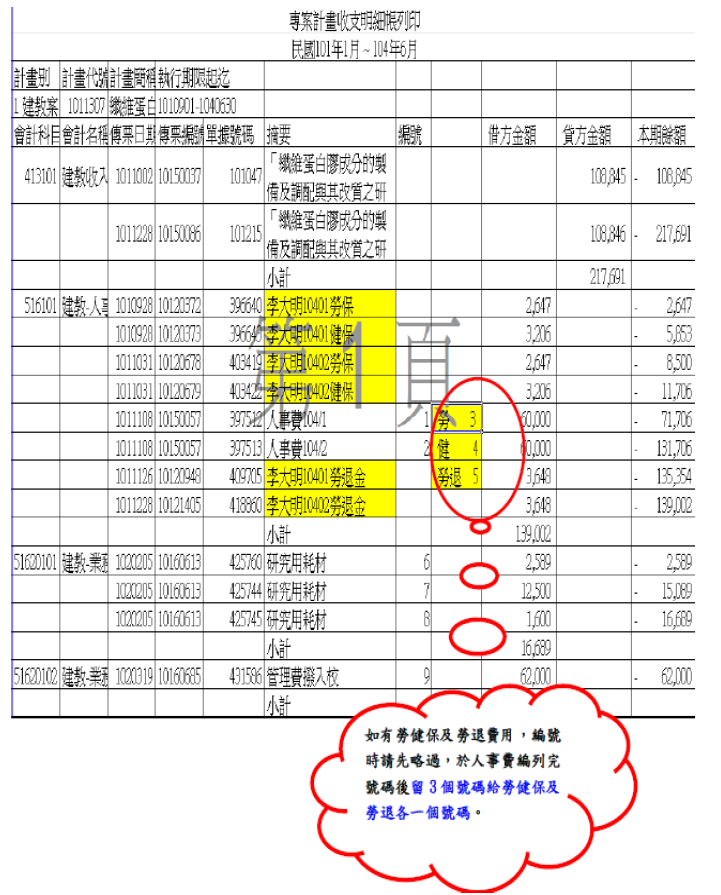 專案計畫收支明細帳列印
民國101年1月~104年6月
計畫別 計畫代號 計畫簡稱 執行期限起迄
1 建教案 1011307 纖維蛋白 1010901-1040630
會計科目 會計名稱 傳票日期 傳票編號 單據號碼 摘要 編號 借方金額 貸方金額 本期餘額
413101 建教收入 1011002 10150037 101047 「纖維蛋白膠成分的製備及調配與其改質之研 108,845 - 108,845
1011228 10150086 101215 「纖維蛋白膠成分的製備及調配與其改質之研 108,846 - 217,691
小計 217,691
516101 建教-人事 1010928 10120372 396640 李大明10401勞保 2,647 - 2,647
1010928 10120373 396645 李大明10401健保 3,206 - 5,853
1011031 10120678 403419 李大明10402勞保 2,647 - 8,500
1011031 10120679 403422 李大明10402健保 3,206 - 11,706
1011108 10150057 397512 人事費104/1 1 勞 3 60,000 - 71,706
1011108 10150057 397513 人事費104/2 2 健 4 60,000 - 131,706
1011126 10120948 409705 李大明10401勞退金 勞退 5 3,648 - 135,354
1011228 10121405 418860 李大明10402勞退金 3,648 - 139,002
小計 139,002
51620101 建教-業務 1020205 10160613 425760 研究用耗材 6 2,589 - 2,589
1020205 10160613 425744 研究用耗材 7 12,500 - 15,089
1020205 10160613 425745 研究用耗材 8 1,600 - 16,689
小計 16,689
51620102 建教-業務 1020319 10160685 431586 管理費撥入校 9 62,000 - 62,000
小計
第1頁
如有勞健保及勞退費用，編號
時請先略過，於人事費編列完
號碼後留3個號碼給勞健保及
勞退各一個號碼。